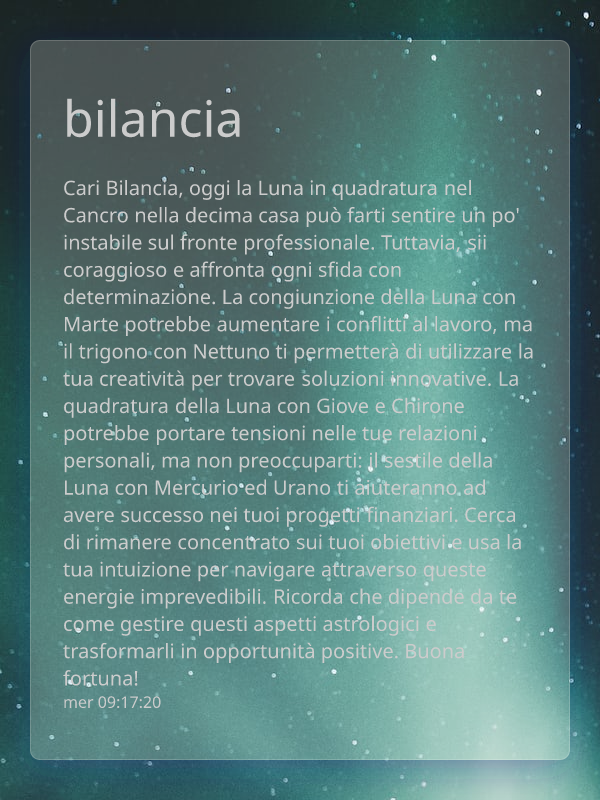 bilancia
Cari Bilancia, oggi la Luna in quadratura nel
Cancro nella decima casa può farti sentire un po'
instabile sul fronte professionale. Tuttavia, sii
coraggioso e affronta ogni sfida con
determinazione. La congiunzione della Luna con
Marte potrebbe aumentare i conflitti al lavoro, ma
il trigono con Nettuno ti permetterà di utilizzare la
tua creatività per trovare soluzioni innovative. La
quadratura della Luna con Giove e Chirone
potrebbe portare tensioni nelle tue relazioni
personali, ma non preoccuparti: il sestile della
Luna con Mercurio ed Urano ti aiuteranno ad
avere successo nei tuoi progetti finanziari. Cerca
di rimanere concentrato sui tuoi obiettivi e usa la
tua intuizione per navigare attraverso queste
energie imprevedibili. Ricorda che dipende da te
come gestire questi aspetti astrologici e
trasformarli in opportunità positive. Buona
fortuna!
mer 09:17:20